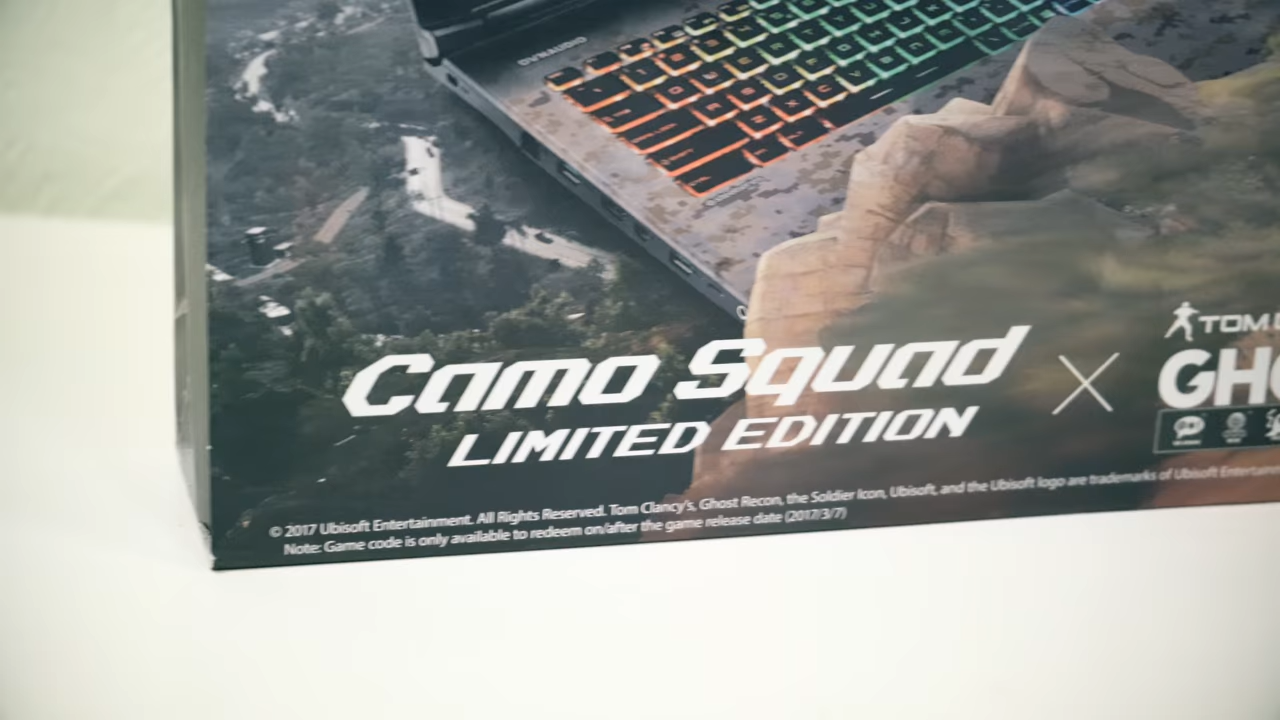 DYNAUDIO
Camo Squad
LIMITED EDITION
TOM
GHO
© 2017 Ubisoft Entertainment. All Rights Reserved. Tom Clancy's, Ghost Recon, the Soldier Icon, Ubisoft, and the Ubisoft logo are trademarks of Ubisoft
Note: Game code is only available to redeem on/after the game release date (2017/3/7)